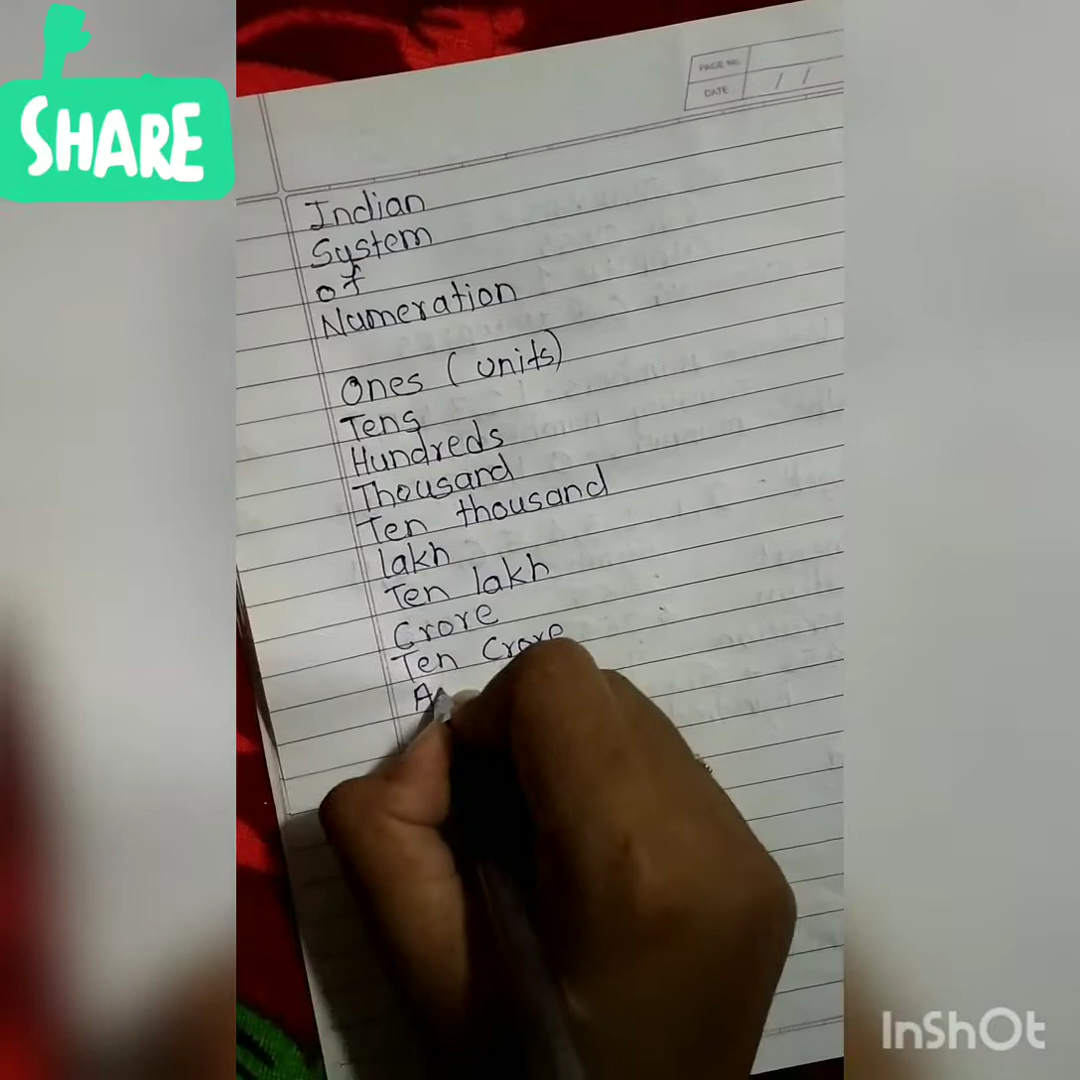 SHARE
PAGE NO.
DATE / /
Indian
System
of
Numeration
Ones (units)
Tens
Hundreds
Thousand
Ten thousand
lakh
Ten lakh
Crore
Ten Crore
InShOt